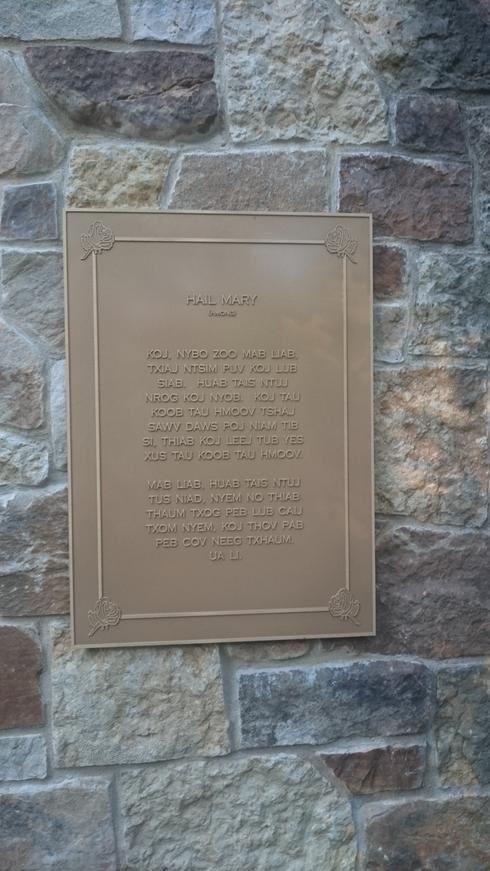 HAIL MARY
(HMONG)
KOJ, NYBO ZOO MAB LIAB,
TXIAJ NTSIM PUV KOJ LUB
SIAB. HUAB TAIS NTUJ
NROG KOJ NYOB. KOJ TAU
KOOB TAU HMOOV TSHAJ
SAWV DAWS POJ NIAM TIB
SI, THIAB KOJ LEEJ TUB YES
XUS TAU KOOB TAU HMOOV.
MAB LIAB, HUAB TAIS NTUJ
TUS NIAD, NYEM NO THIAB
THAUM TXOG PEB LUB CAIJ
TXOM NYEM, KOJ THOV PAB
PEB COV NEEG TXHAUM.
UA LI.